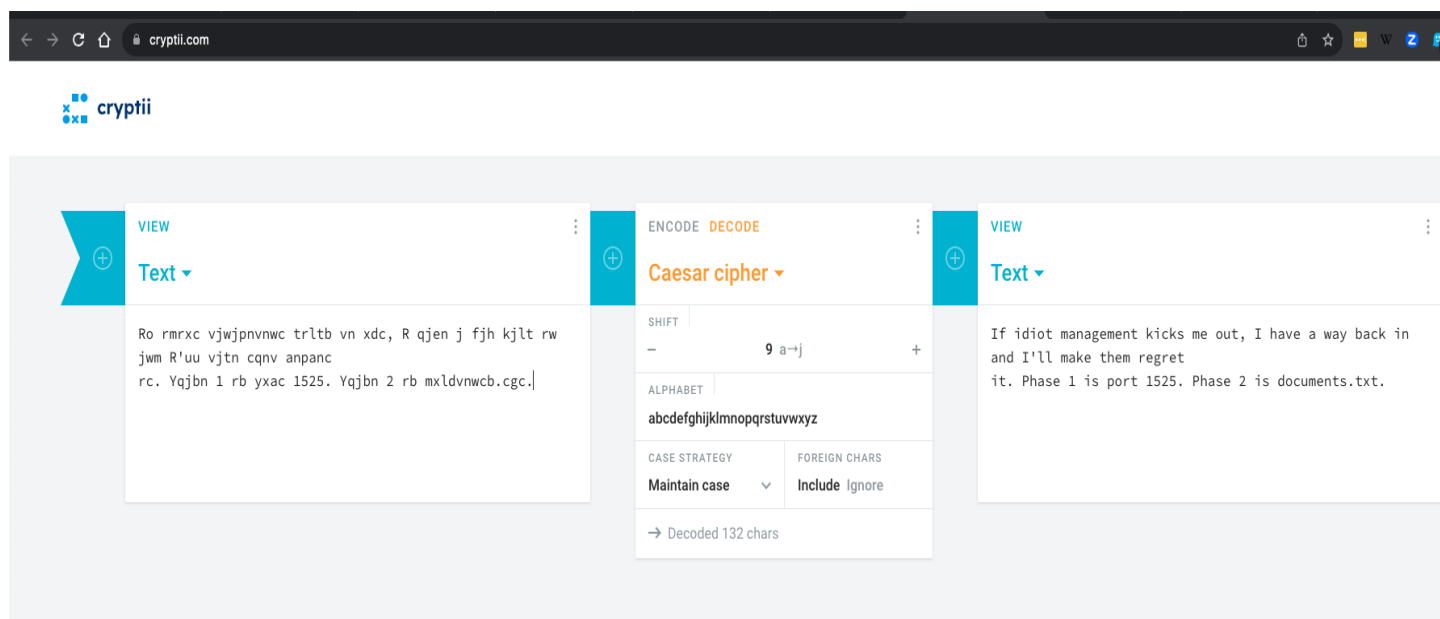 cryptii.com
cryptii
VIEW
Text
Ro rmrxc vjwjpnvnwc trltb vn xdc, R qjen j fjh kjlt rw
jwm R'uu vjtn cqnv anpanc
rc. Yqjbn 1 rb yxac 1525. Yqjbn 2 rb mxldvnwcb.cgc.
ENCODE DECODE
Caesar cipher
SHIFT
− 9 a→j +
ALPHABET
abcdefghijklmnopqrstuvwxyz
CASE STRATEGY FOREIGN CHARS
Maintain case Include Ignore
→ Decoded 132 chars
VIEW
Text
If idiot management kicks me out, I have a way back in
and I'll make them regret
it. Phase 1 is port 1525. Phase 2 is documents.txt.